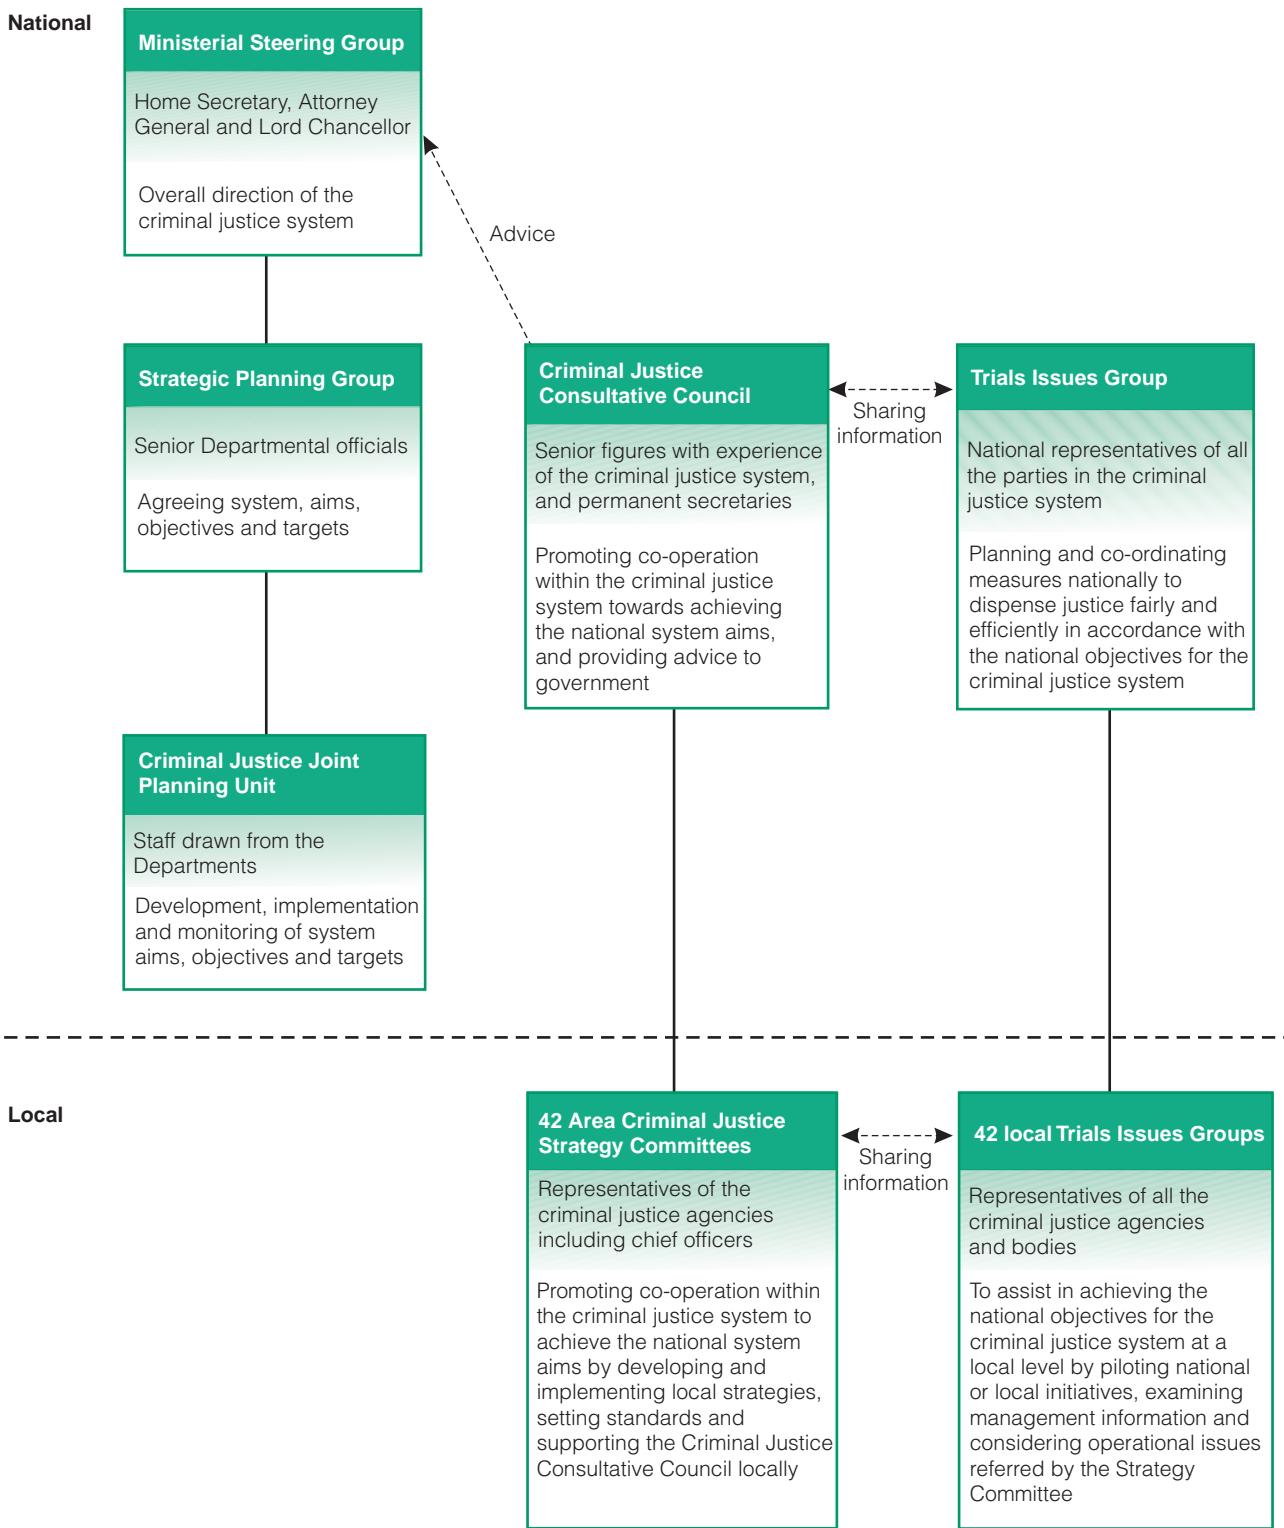 National
Ministerial Steering Group
Home Secretary, Attorney
General and Lord Chancellor
Overall direction of the
criminal justice system
Advice
Strategic Planning Group
Senior Departmental officials
Agreeing system, aims,
objectives and targets
Criminal Justice
Consultative Council
Senior figures with experience
of the criminal justice system,
and permanent secretaries
Promoting co-operation
within the criminal justice
system towards achieving
the national system aims,
and providing advice to
government
Sharing
information
Trials Issues Group
National representatives of all
the parties in the criminal
justice system
Planning and co-ordinating
measures nationally to
dispense justice fairly and
efficiently in accordance with
the national objectives for the
criminal justice system
Criminal Justice Joint
Planning Unit
Staff drawn from the
Departments
Development, implementation
and monitoring of system
aims, objectives and targets
Local
42 Area Criminal Justice
Strategy Committees
Representatives of the
criminal justice agencies
including chief officers
Promoting co-operation within
the criminal justice system to
achieve the national system
aims by developing and
implementing local strategies,
setting standards and
supporting the Criminal Justice
Consultative Council locally
Sharing
information
42 local Trials Issues Groups
Representatives of all the
criminal justice agencies
and bodies
To assist in achieving the
national objectives for the
criminal justice system at a
local level by piloting national
or local initiatives, examining
management information and
considering operational issues
referred by the Strategy
Committee